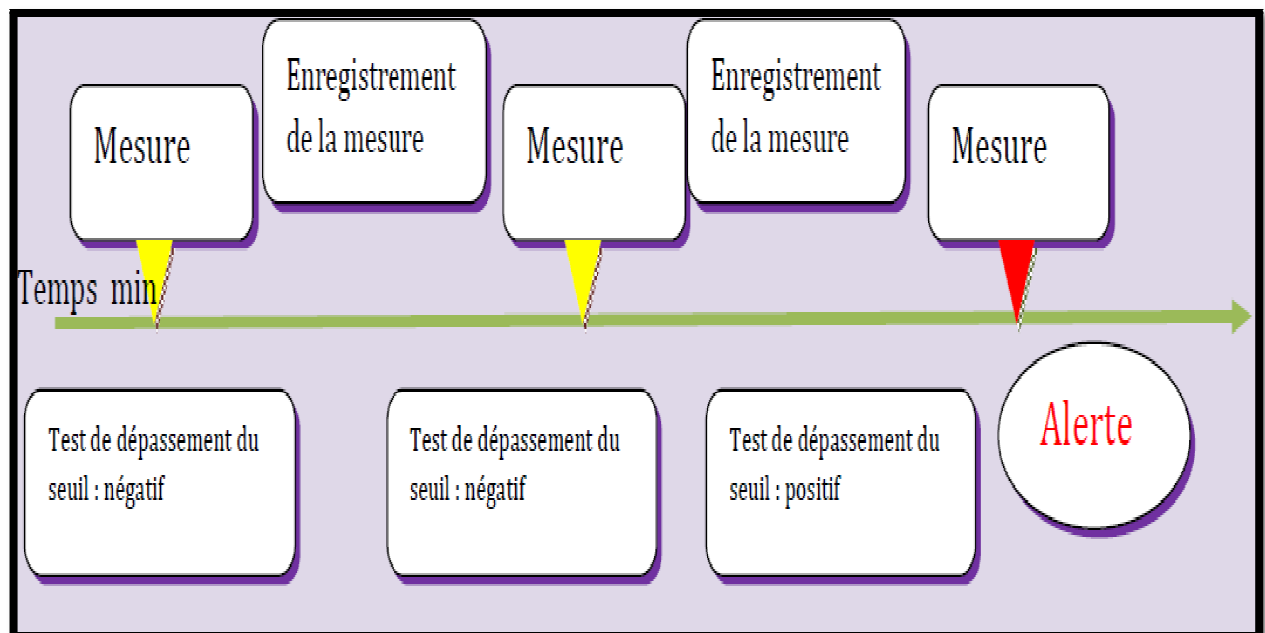 Mesure
Enregistrement
de la mesure
Mesure
Enregistrement
de la mesure
Mesure
Temps min
Test de dépassement du
seuil : négatif
Test de dépassement du
seuil : négatif
Test de dépassement du
seuil : positif
Alerte